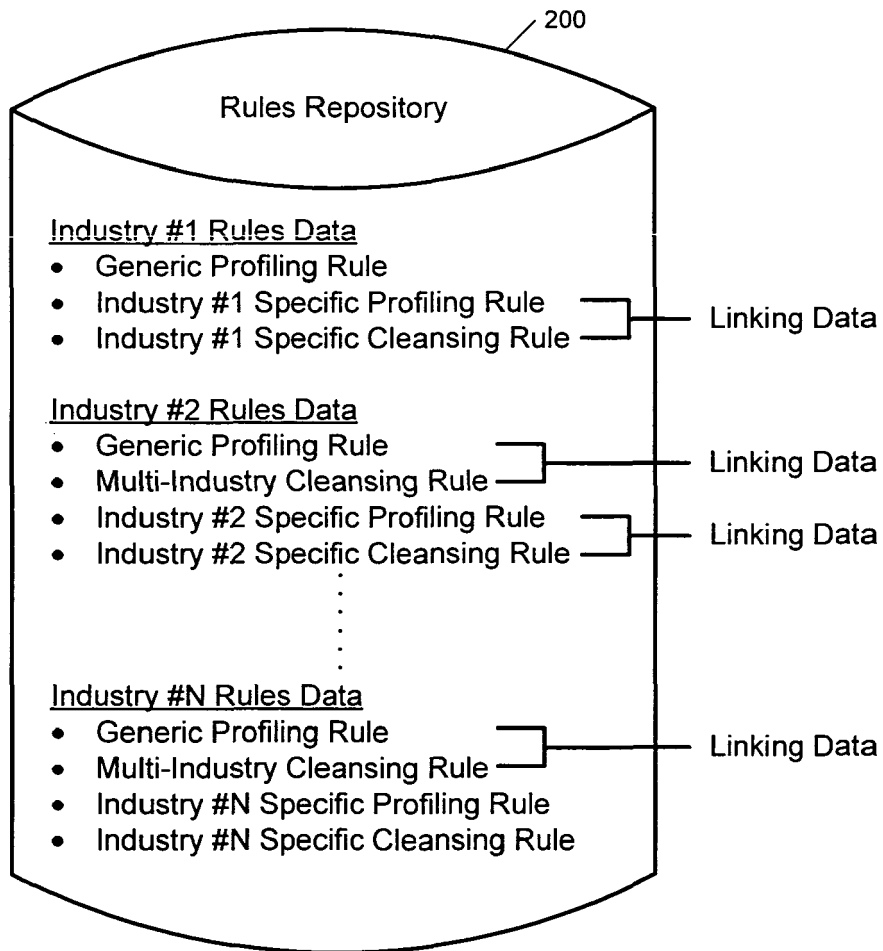 200
Rules Repository
Industry #1 Rules Data
• Generic Profiling Rule
• Industry #1 Specific Profiling Rule
• Industry #1 Specific Cleansing Rule
Linking Data
Industry #2 Rules Data
• Generic Profiling Rule
• Multi-Industry Cleansing Rule
Linking Data
• Industry #2 Specific Profiling Rule
• Industry #2 Specific Cleansing Rule
Linking Data
Industry #N Rules Data
• Generic Profiling Rule
• Multi-Industry Cleansing Rule
Linking Data
• Industry #N Specific Profiling Rule
• Industry #N Specific Cleansing Rule